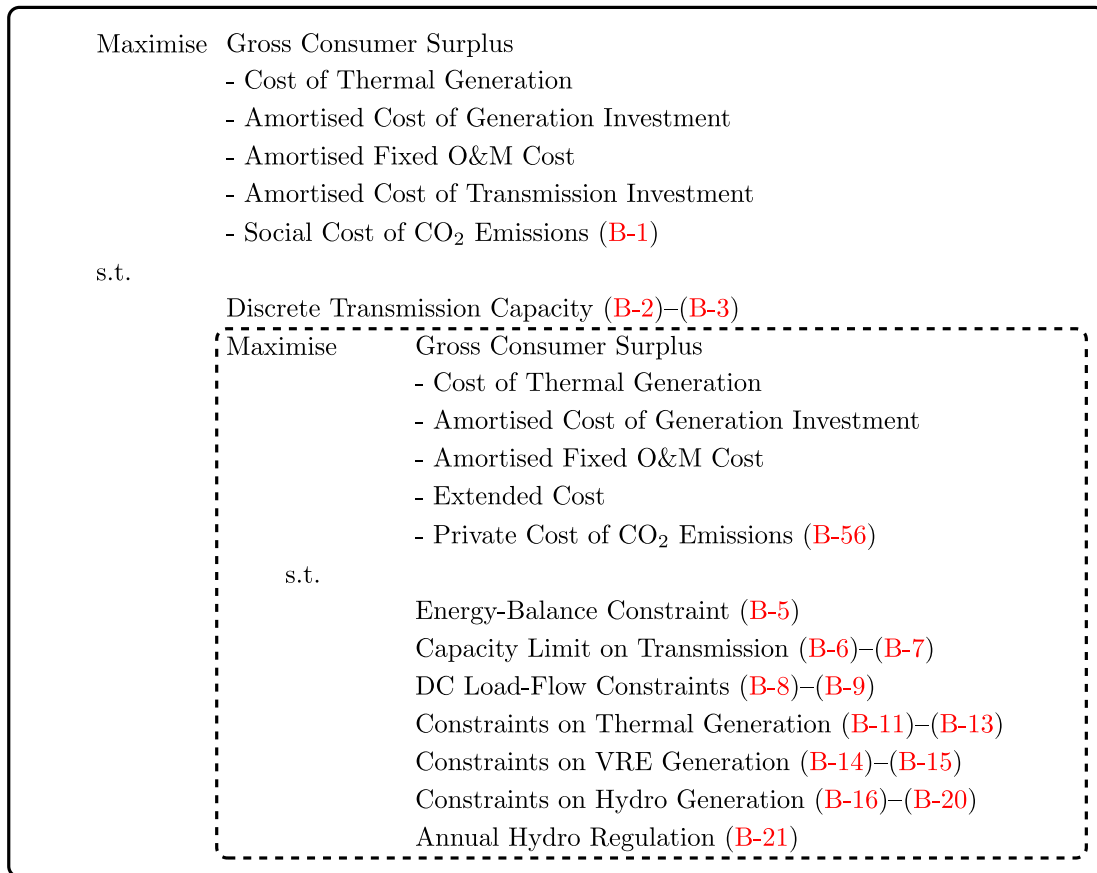 Maximise Gross Consumer Surplus
- Cost of Thermal Generation
- Amortised Cost of Generation Investment
- Amortised Fixed O&M Cost
- Amortised Cost of Transmission Investment
- Social Cost of CO₂ Emissions (B-1)
s.t.
Discrete Transmission Capacity (B-2)–(B-3)
Maximise Gross Consumer Surplus
- Cost of Thermal Generation
- Amortised Cost of Generation Investment
- Amortised Fixed O&M Cost
- Extended Cost
- Private Cost of CO₂ Emissions (B-56)
s.t.
Energy-Balance Constraint (B-5)
Capacity Limit on Transmission (B-6)–(B-7)
DC Load-Flow Constraints (B-8)–(B-9)
Constraints on Thermal Generation (B-11)–(B-13)
Constraints on VRE Generation (B-14)–(B-15)
Constraints on Hydro Generation (B-16)–(B-20)
Annual Hydro Regulation (B-21)